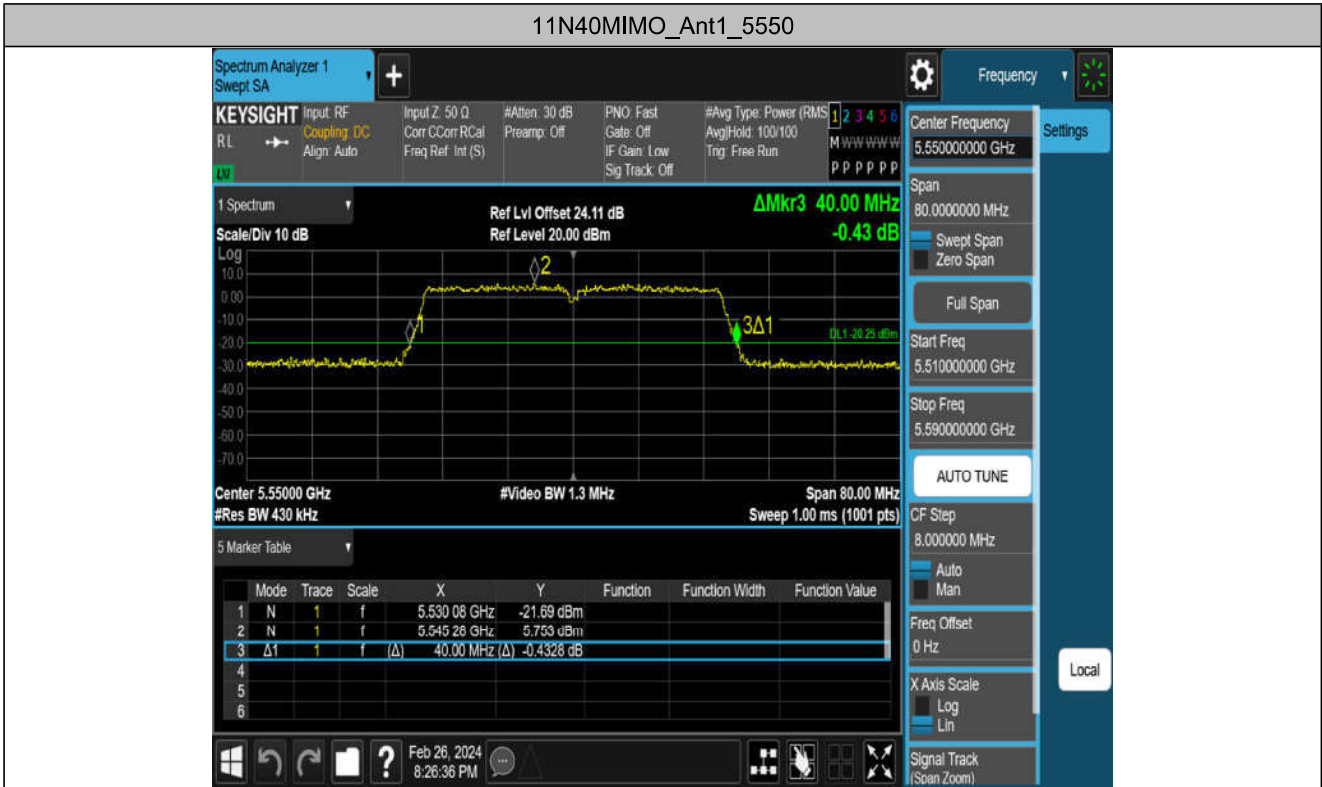 11N40MIMO_Ant1_5550
Spectrum Analyzer 1
Swept SA
+
Frequency
KEYSIGHT
RL
Input: RF
Coupling: DC
Align: Auto
Input Z: 50 Ω
Corr CCorr RCal
Freq Ref: Int (S)
#Atten: 30 dB
Preamp: Off
PNO: Fast
Gate: Off
IF Gain: Low
Sig Track: Off
#Avg Type: Power (RMS
Avg|Hold: 100/100
Trig: Free Run
1 2 3 4 5 6
M W W W W W
P P P P P P
Center Frequency
5.550000000 GHz
Settings
Span
80.0000000 MHz
Swept Span
Zero Span
Full Span
Start Freq
5.510000000 GHz
Stop Freq
5.590000000 GHz
AUTO TUNE
CF Step
8.000000 MHz
Auto
Man
Freq Offset
0 Hz
X Axis Scale
Log
Lin
Signal Track
(Span Zoom)
Local
1 Spectrum
Scale/Div 10 dB
Ref Lvl Offset 24.11 dB
Ref Level 20.00 dBm
ΔMkr3 40.00 MHz
-0.43 dB
Log
10.0
0.00
-10.0
-20.0
-30.0
-40.0
-50.0
-60.0
-70.0
1
2
3Δ1
DL1 -20.25 dBm
Center 5.55000 GHz
#Video BW 1.3 MHz
Span 80.00 MHz
#Res BW 430 kHz
Sweep 1.00 ms (1001 pts)
5 Marker Table
Mode Trace Scale X Y Function Function Width Function Value
1 N 1 f 5.530 08 GHz -21.69 dBm
2 N 1 f 5.545 28 GHz 5.753 dBm
3 Δ1 1 f (Δ) 40.00 MHz (Δ) -0.4328 dB
4
5
6
?
Feb 26, 2024
8:26:36 PM